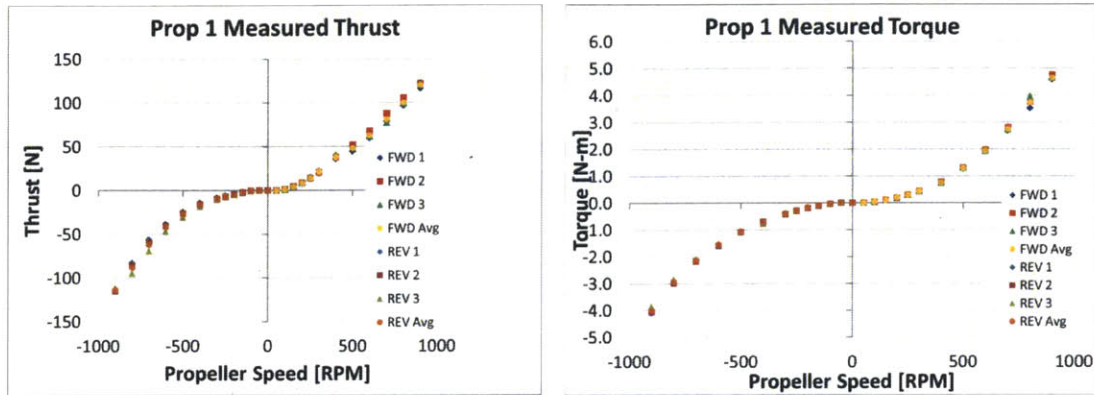 Prop 1 Measured Thrust
150
100
50
0
-50
-100
-150
-1000
-500
0
500
1000
Thrust [N]
Propeller Speed [RPM]
FWD 1
FWD 2
FWD 3
FWD Avg
REV 1
REV 2
REV 3
REV Avg
Prop 1 Measured Torque
6.0
5.0
4.0
3.0
2.0
1.0
0.0
-1.0
-2.0
-3.0
-4.0
-5.0
-1000
-500
0
500
1000
Torque [N-m]
Propeller Speed [RPM]
FWD 1
FWD 2
FWD 3
FWD Avg
REV 1
REV 2
REV 3
REV Avg